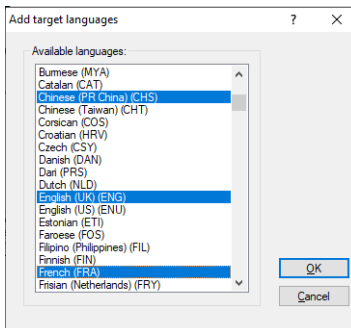 Add target languages
Available languages:
Burmese (MYA)
Catalan (CAT)
Chinese (PR China) (CHS)
Chinese (Taiwan) (CHT)
Corsican (COS)
Croatian (HRV)
Czech (CSY)
Danish (DAN)
Dari (PRS)
Dutch (NLD)
English (UK) (ENG)
English (US) (ENU)
Estonian (ETI)
Faroese (FOS)
Filipino (Philippines) (FIL)
Finnish (FIN)
French (FRA)
Frisian (Netherlands) (FRY)
OK
Cancel